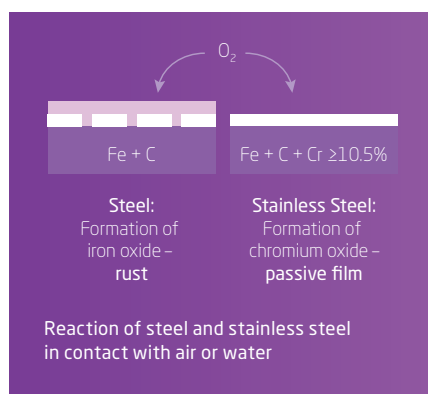 O₂
Fe + C
Fe + C + Cr ≥10.5%
Steel:
Formation of
iron oxide –
rust
Stainless Steel:
Formation of
chromium oxide –
passive film
Reaction of steel and stainless steel
in contact with air or water